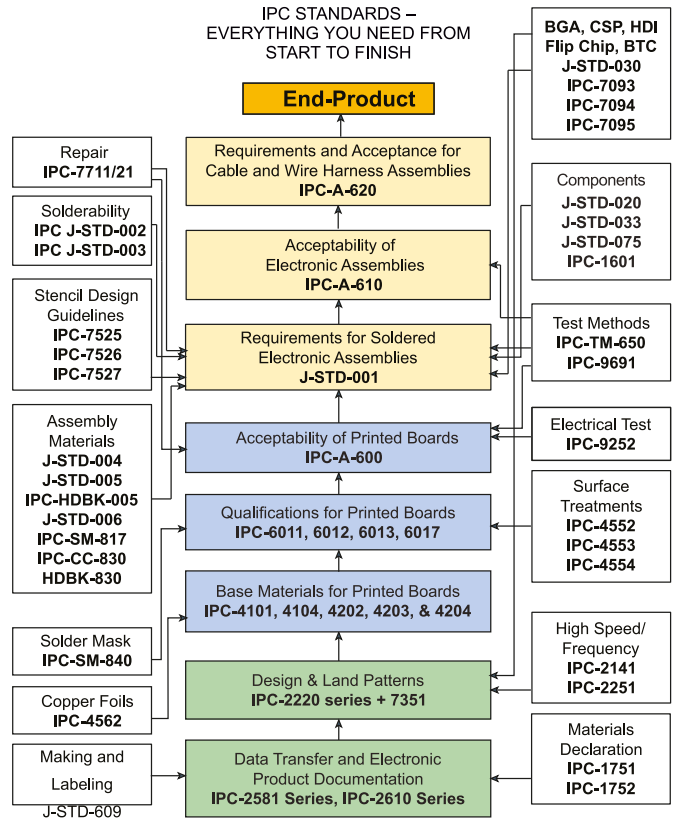 IPC STANDARDS –
EVERYTHING YOU NEED FROM
START TO FINISH
End-Product
Requirements and Acceptance for
Cable and Wire Harness Assemblies
IPC-A-620
Acceptability of
Electronic Assemblies
IPC-A-610
Requirements for Soldered
Electronic Assemblies
J-STD-001
Acceptability of Printed Boards
IPC-A-600
Qualifications for Printed Boards
IPC-6011, 6012, 6013, 6017
Base Materials for Printed Boards
IPC-4101, 4104, 4202, 4203, & 4204
Design & Land Patterns
IPC-2220 series + 7351
Data Transfer and Electronic
Product Documentation
IPC-2581 Series, IPC-2610 Series
Repair
IPC-7711/21
Solderability
IPC J-STD-002
IPC J-STD-003
Stencil Design
Guidelines
IPC-7525
IPC-7526
IPC-7527
Assembly
Materials
J-STD-004
J-STD-005
IPC-HDBK-005
J-STD-006
IPC-SM-817
IPC-CC-830
HDBK-830
Solder Mask
IPC-SM-840
Copper Foils
IPC-4562
Making and
Labeling
J-STD-609
BGA, CSP, HDI
Flip Chip, BTC
J-STD-030
IPC-7093
IPC-7094
IPC-7095
Components
J-STD-020
J-STD-033
J-STD-075
IPC-1601
Test Methods
IPC-TM-650
IPC-9691
Electrical Test
IPC-9252
Surface
Treatments
IPC-4552
IPC-4553
IPC-4554
High Speed/
Frequency
IPC-2141
IPC-2251
Materials
Declaration
IPC-1751
IPC-1752